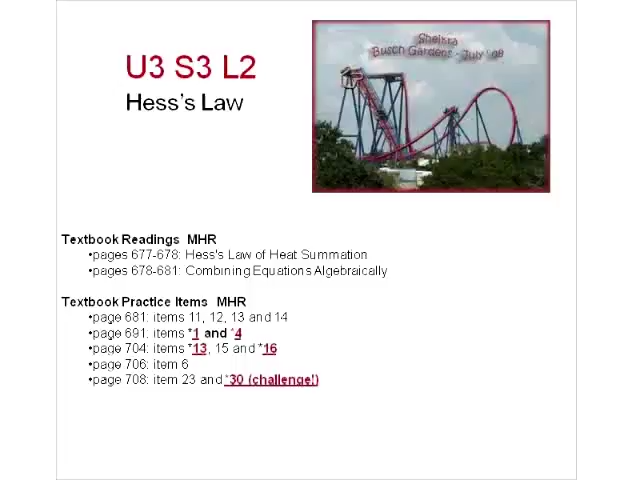 U3 S3 L2
Hess's Law
SheIkra
Busch Gardens - July '08
Textbook Readings MHR
•pages 677-678: Hess's Law of Heat Summation
•pages 678-681: Combining Equations Algebraically
Textbook Practice Items MHR
•page 681: items 11, 12, 13 and 14
•page 691: items *1 and *4
•page 704: items *13, 15 and *16
•page 706: item 6
•page 708: item 23 and *30 (challenge!)